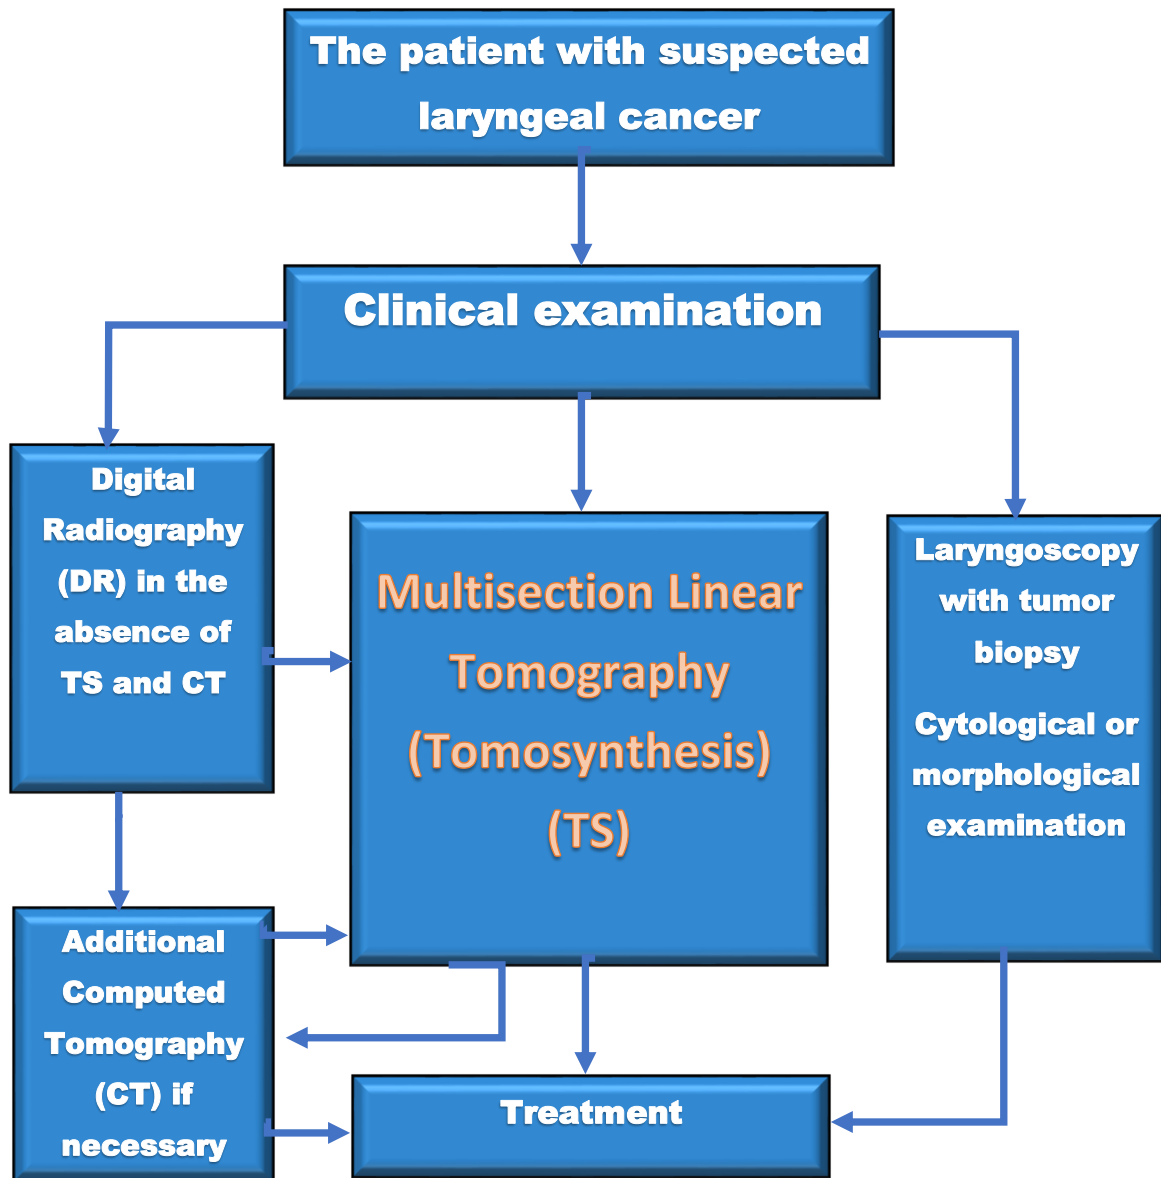 The patient with suspected
laryngeal cancer
Clinical examination
Digital
Radiography
(DR) in the
absence of
TS and CT
Multisection Linear
Tomography
(Tomosynthesis)
(TS)
Laryngoscopy
with tumor
biopsy
Cytological or
morphological
examination
Additional
Computed
Tomography
(CT) if
necessary
Treatment